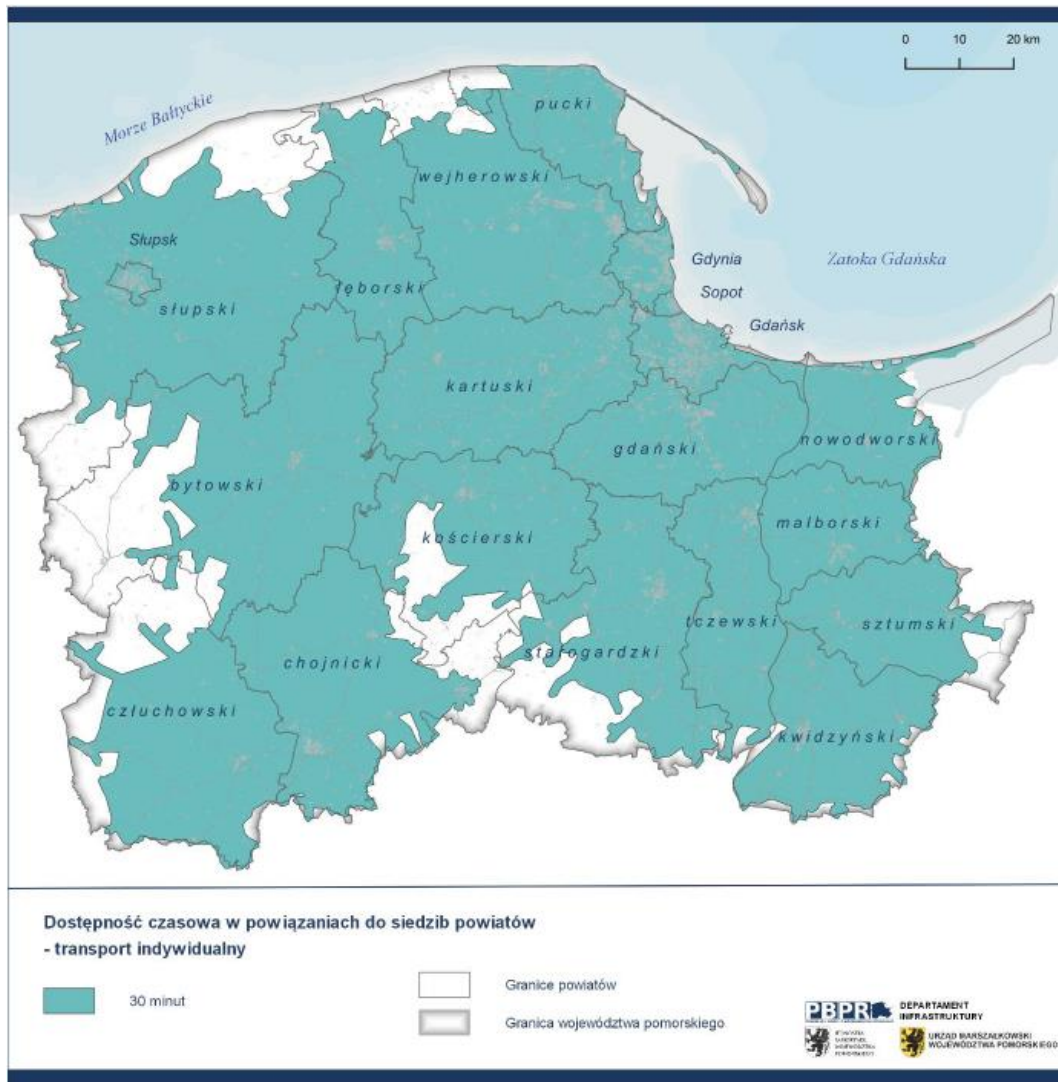 0 10 20 km
Morze Bałtyckie
pucki
wejherowski
Słupsk
Gdynia
Zatoka Gdańska
lęborski
Sopot
słupski
Gdańsk
kartuski
gdański
nowodworski
bytowski
malborski
kościerski
tczewski
sztumski
starogardzki
chojnicki
człuchowski
kwidzyński
Dostępność czasowa w powiązaniach do siedzib powiatów
- transport indywidualny
30 minut
Granice powiatów
Granica województwa pomorskiego
PBPR
DEPARTAMENT
INFRASTRUKTURY
URZĄD MARSZAŁKOWSKI
WOJEWÓDZTWA POMORSKIEGO